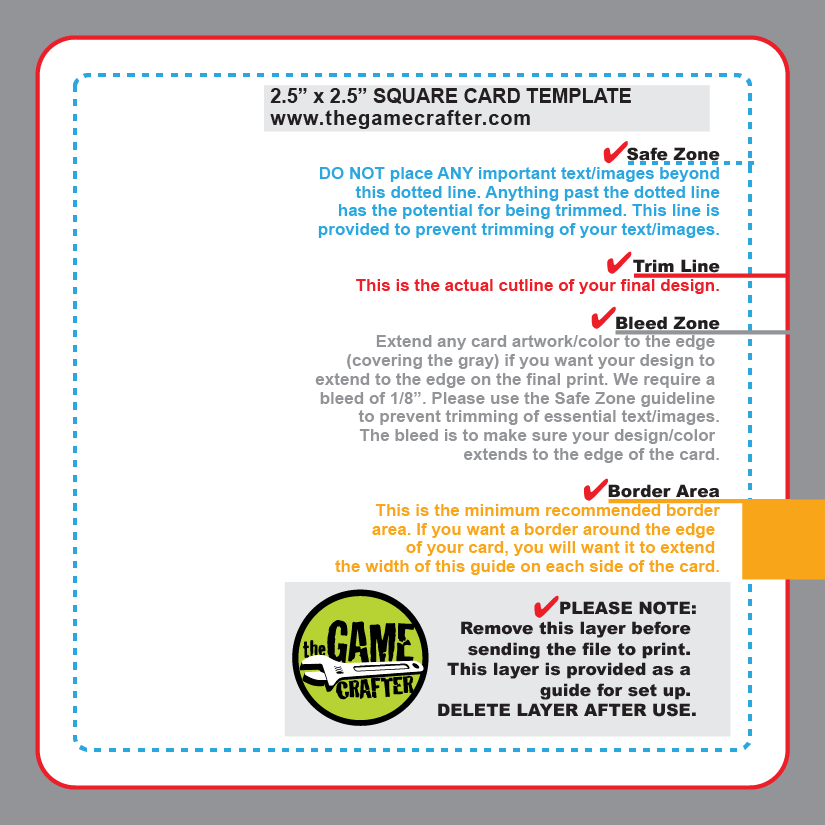 2.5” x 2.5” SQUARE CARD TEMPLATE
www.thegamecrafter.com
Safe Zone
DO NOT place ANY important text/images beyond
this dotted line. Anything past the dotted line
has the potential for being trimmed. This line is
provided to prevent trimming of your text/images.
Trim Line
This is the actual cutline of your final design.
Bleed Zone
Extend any card artwork/color to the edge
(covering the gray) if you want your design to
extend to the edge on the final print. We require a
bleed of 1/8”. Please use the Safe Zone guideline
to prevent trimming of essential text/images.
The bleed is to make sure your design/color
extends to the edge of the card.
Border Area
This is the minimum recommended border
area. If you want a border around the edge
of your card, you will want it to extend
the width of this guide on each side of the card.
the GAME
CRAFTER
PLEASE NOTE:
Remove this layer before
sending the file to print.
This layer is provided as a
guide for set up.
DELETE LAYER AFTER USE.